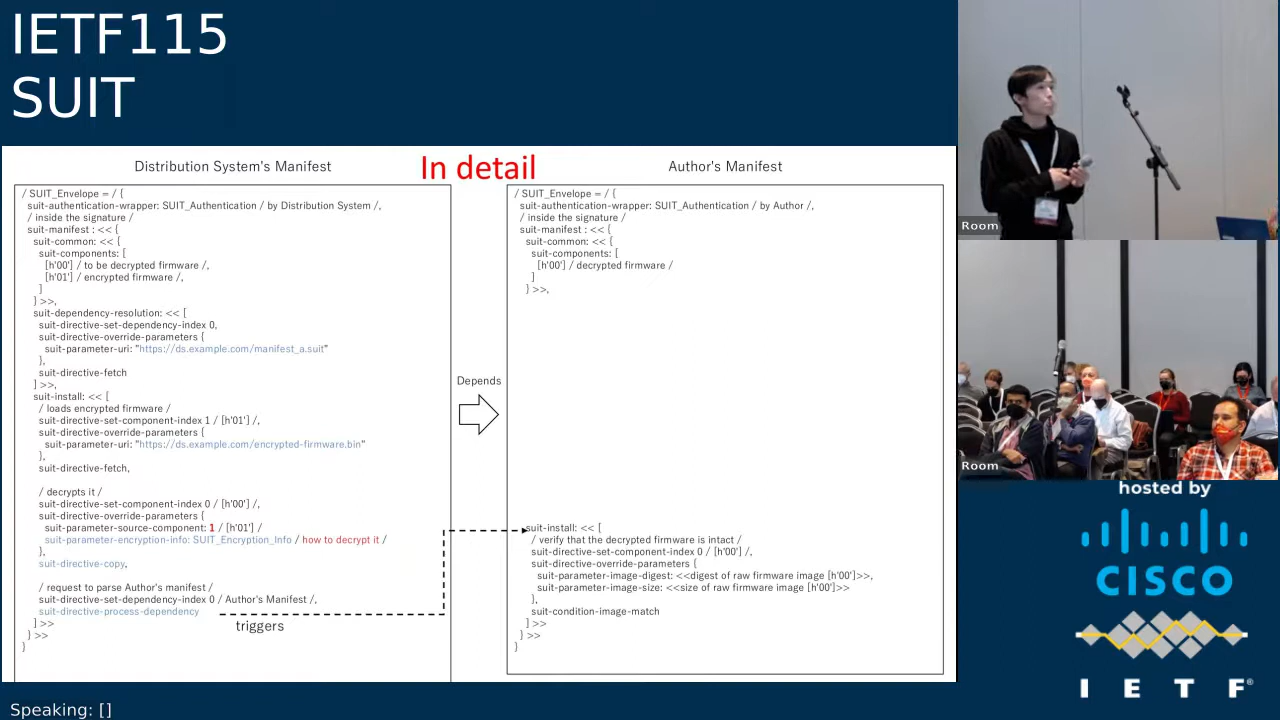 IETF115
SUIT
In detail
Distribution System's Manifest
/ SUIT_Envelope = / {
suit-authentication-wrapper: SUIT_Authentication / by Distribution System /,
/ inside the signature /
suit-manifest : << {
suit-common: << {
suit-components: [
[h'00'] / to be decrypted firmware /,
[h'01'] / encrypted firmware /,
]
} >>,
suit-dependency-resolution: << [
suit-directive-set-dependency-index 0,
suit-directive-override-parameters {
suit-parameter-uri: "https://ds.example.com/manifest_a.suit"
},
suit-directive-fetch
] >>,
suit-install: << [
/ loads encrypted firmware /
suit-directive-set-component-index 1 / [h'01'] /,
suit-directive-override-parameters {
suit-parameter-uri: "https://ds.example.com/encrypted-firmware.bin"
},
suit-directive-fetch,
/ decrypts it /
suit-directive-set-component-index 0 / [h'00'] /,
suit-directive-override-parameters {
suit-parameter-source-component: 1 / [h'01'] /
suit-parameter-encryption-info: SUIT_Encryption_Info / how to decrypt it /
},
suit-directive-copy,
/ request to parse Author's manifest /
suit-directive-set-dependency-index 0 / Author's Manifest /,
suit-directive-process-dependency
] >>
} >>
}
triggers
Depends
Author's Manifest
/ SUIT_Envelope = / {
suit-authentication-wrapper: SUIT_Authentication / by Author /,
/ inside the signature /
suit-manifest : << {
suit-common: << {
suit-components: [
[h'00'] / decrypted firmware /
]
} >>,
suit-install: << [
/ verify that the decrypted firmware is intact /
suit-directive-set-component-index 0 / [h'00'] /,
suit-directive-override-parameters {
suit-parameter-image-digest: <<digest of raw firmware image [h'00']>>,
suit-parameter-image-size: <<size of raw firmware image [h'00']>>
},
suit-condition-image-match
] >>
} >>
}
Room
Room
hosted by
CISCO
I E T F®
Speaking: []